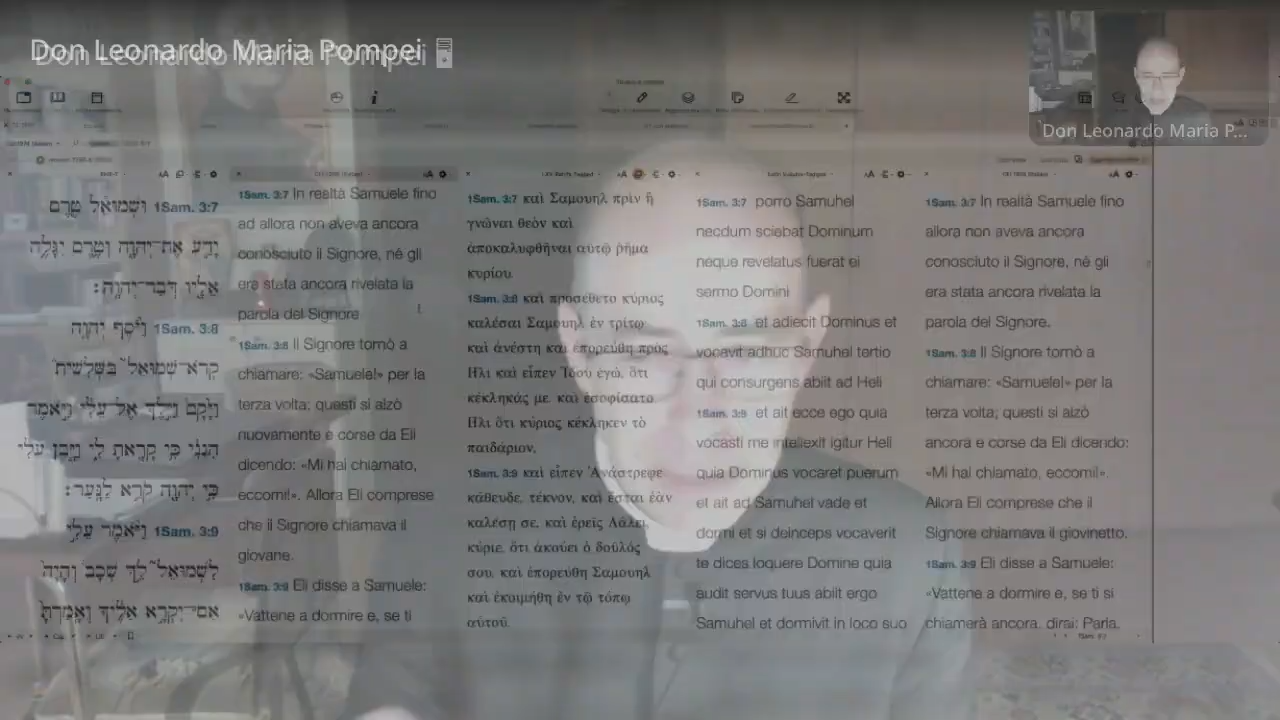 Don Leonardo Maria Pompei
Don Leonardo Maria P...
1Sam. 3:7 וּשְׁמוּאֵל טֶרֶם
יָדַע אֶת־יְהוָה וְטֶרֶם יִגָּלֶה
אֵלָיו דְּבַר־יְהוָה׃
1Sam. 3:8 וַיֹּסֶף יְהוָה
קְרֹא־שְׁמוּאֵל בַּשְּׁלִשִׁית
וַיָּקָם וַיֵּלֶךְ אֶל־עֵלִי וַיֹּאמֶר
הִנְנִי כִּי קָרָאתָ לִי וַיָּבֶן עֵלִי
כִּי יְהוָה קֹרֵא לַנָּעַר׃
1Sam. 3:9 וַיֹּאמֶר עֵלִי
לִשְׁמוּאֵל לֵךְ שְׁכָב וְהָיָה
אִם־יִקְרָא אֵלֶיךָ וְאָמַרְתָּ
1Sam. 3:7 In realtà Samuele fino
ad allora non aveva ancora
conosciuto il Signore, né gli
era stata ancora rivelata la
parola del Signore
1Sam. 3:8 Il Signore tornò a
chiamare: «Samuele!» per la
terza volta; questi si alzò
nuovamente e corse da Eli
dicendo: «Mi hai chiamato,
eccomi!». Allora Eli comprese
che il Signore chiamava il
giovane.
1Sam. 3:9 Eli disse a Samuele:
«Vattene a dormire e, se ti
1Sam. 3:7 καὶ Σαμουηλ πρὶν ἢ
γνῶναι θεὸν καὶ
ἀποκαλυφθῆναι αὐτῷ ῥῆμα
κυρίου.
1Sam. 3:8 καὶ προσέθετο κύριος
καλέσαι Σαμουηλ ἐν τρίτῳ·
καὶ ἀνέστη καὶ ἐπορεύθη πρὸς
Ηλι καὶ εἶπεν Ἰδοὺ ἐγώ, ὅτι
κέκληκάς με. καὶ ἐσοφίσατο
Ηλι ὅτι κύριος κέκληκεν τὸ
παιδάριον,
1Sam. 3:9 καὶ εἶπεν Ἀνάστρεφε
κάθευδε, τέκνον, καὶ ἔσται ἐὰν
καλέσῃ σε, καὶ ἐρεῖς Λάλει,
κύριε, ὅτι ἀκούει ὁ δοῦλός
σου. καὶ ἐπορεύθη Σαμουηλ
καὶ ἐκοιμήθη ἐν τῷ τόπῳ
αὐτοῦ.
1Sam. 3:7 porro Samuhel
necdum sciebat Dominum
neque revelatus fuerat ei
sermo Domini
1Sam. 3:8 et adiecit Dominus et
vocavit adhuc Samuhel tertio
qui consurgens abiit ad Heli
1Sam. 3:9 et ait ecce ego quia
vocasti me intellexit igitur Heli
quia Dominus vocaret puerum
et ait ad Samuhel vade et
dormi et si deinceps vocaverit
te dices loquere Domine quia
audit servus tuus abiit ergo
Samuhel et dormivit in loco suo
1Sam. 3:7 In realtà Samuele fino
allora non aveva ancora
conosciuto il Signore, né gli
era stata ancora rivelata la
parola del Signore.
1Sam. 3:8 Il Signore tornò a
chiamare: «Samuele!» per la
terza volta; questi si alzò
ancora e corse da Eli dicendo:
«Mi hai chiamato, eccomi!».
Allora Eli comprese che il
Signore chiamava il giovinetto.
1Sam. 3:9 Eli disse a Samuele:
«Vattene a dormire e, se ti si
chiamerà ancora, dirai: Parla,